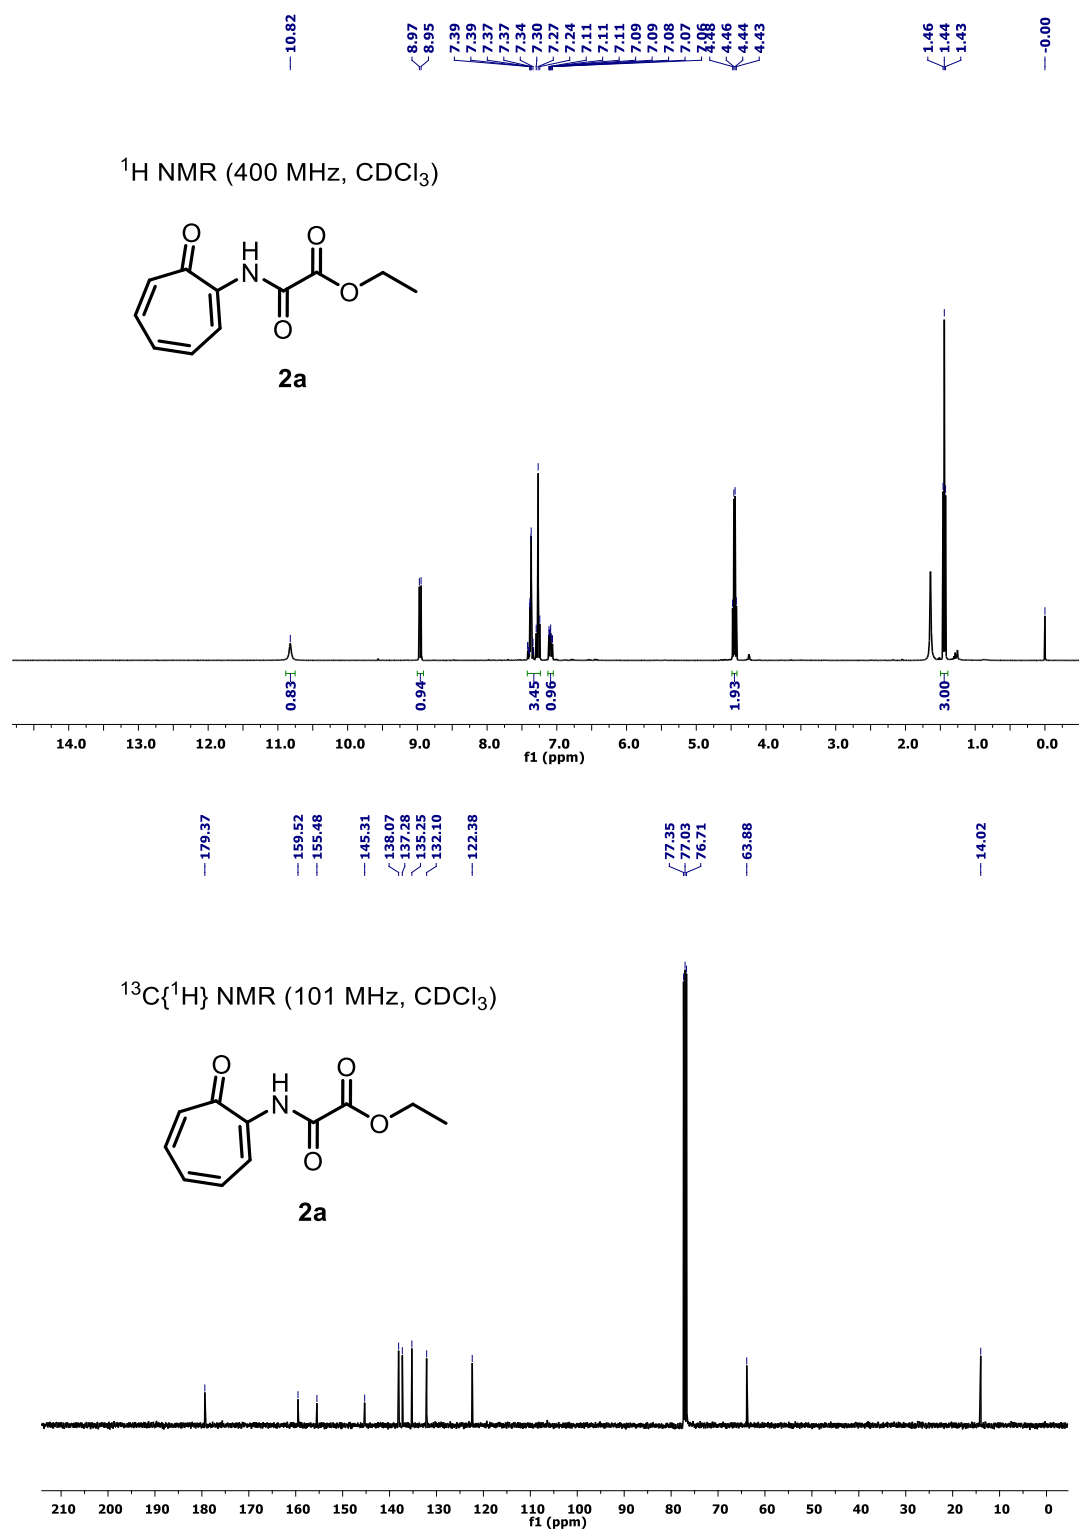 10.82 8.97 8.95 7.39 7.39 7.37 7.37 7.34 7.30 7.27 7.24 7.11 7.11 7.11 7.09 7.09 7.08 7.07 7.06 4.48 4.46 4.44 4.43 1.46 1.44 1.43 -0.00
¹H NMR (400 MHz, CDCl₃)
O
H
N
O
O
O
2a
0.83 0.94 3.45 0.96 1.93 3.00
14.0 13.0 12.0 11.0 10.0 9.0 8.0 7.0 6.0 5.0 4.0 3.0 2.0 1.0 0.0
f1 (ppm)
179.37 159.52 155.48 145.31 138.07 137.28 135.25 132.10 122.38 77.35 77.03 76.71 63.88 14.02
¹³C{¹H} NMR (101 MHz, CDCl₃)
O
H
N
O
O
O
2a
210 200 190 180 170 160 150 140 130 120 110 100 90 80 70 60 50 40 30 20 10 0
f1 (ppm)